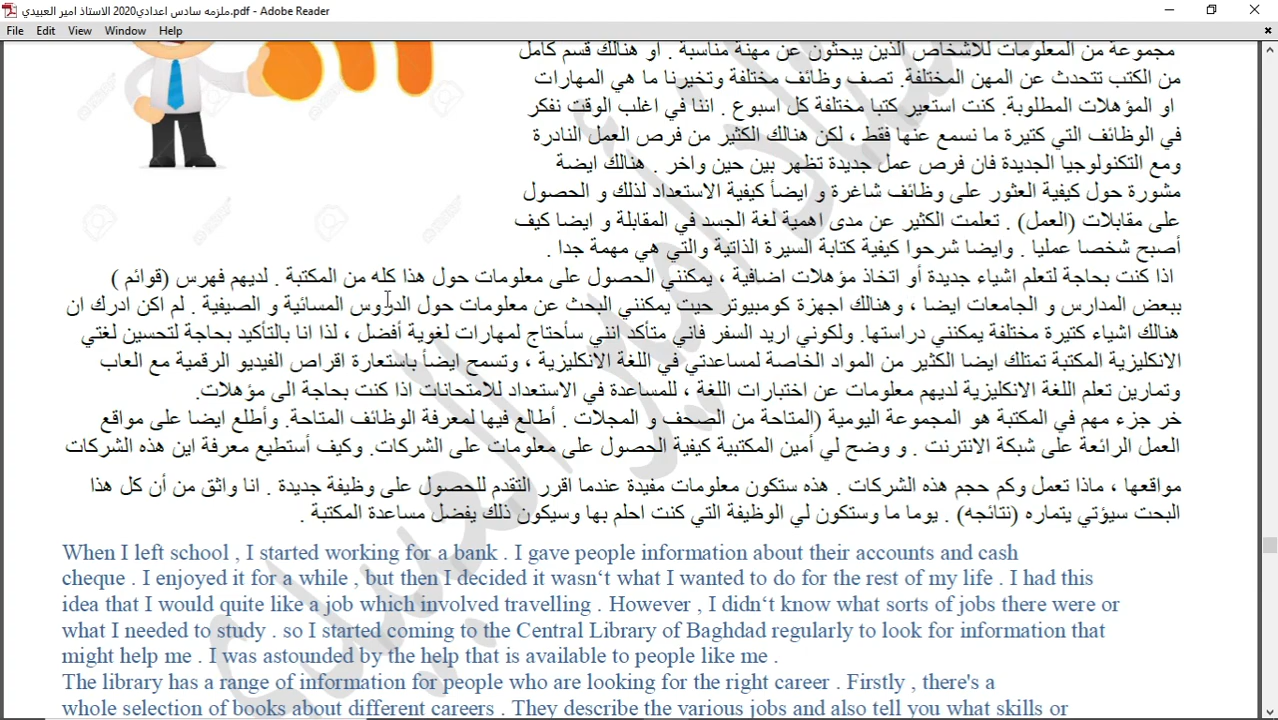 ملزمه سادس اعدادي2020 الاستاذ امير العبيدي.pdf - Adobe Reader
File Edit View Window Help
مجموعة من المعلومات للأشخاص الذين يبحثون عن مهنة مناسبة . او هنالك قسم كامل
من الكتب تتحدث عن المهن المختلفة. تصف وظائف مختلفة وتخيرنا ما هي المهارات
او المؤهلات المطلوبة. كنت استعير كتبا مختلفة كل اسبوع . اننا في اغلب الوقت نفكر
في الوظائف التي كتيرة ما نسمع عنها فقط ، لكن هنالك الكثير من فرص العمل النادرة
ومع التكنولوجيا الجديدة فان فرص عمل جديدة تظهر بين حين واخر . هنالك ايضة
مشورة حول كيفية العثور على وظائف شاغرة و ايضأ كيفية الاستعداد لذلك و الحصول
على مقابلات (العمل) . تعلمت الكثير عن مدى اهمية لغة الجسد في المقابلة و ايضا كيف
أصبح شخصا عمليا . وايضا شرحوا كيفية كتابة السيرة الذاتية والتي هي مهمة جدا .
اذا كنت بحاجة لتعلم اشياء جديدة أو اتخاذ مؤهلات اضافية ، يمكنني الحصول على معلومات حول هذا كله من المكتبة . لديهم فهرس (قوائم )
ببعض المدارس و الجامعات ايضا ، وهنالك اجهزة كومبيوتر حيت يمكنني البحث عن معلومات حول الدروس المسائية و الصيفية . لم اكن ادرك ان
هنالك اشياء كتيرة مختلفة يمكنني دراستها. ولكوني اريد السفر فاني متأكد انني سأحتاج لمهارات لغوية أفضل ، لذا انا بالتأكيد بحاجة لتحسين لغتي
الانكليزية المكتبة تمتلك ايضا الكثير من المواد الخاصة لمساعدتي في اللغة الانكليزية ، وتسمح ايضأ باستعارة اقراص الفيديو الرقمية مع العاب
وتمارين تعلم اللغة الانكليزية لديهم معلومات عن اختبارات اللغة ، للمساعدة في الاستعداد للامتحانات اذا كنت بحاجة الى مؤهلات.
خر جزء مهم في المكتبة هو المجموعة اليومية (المتاحة من الصحف و المجلات . أطالع فيها لمعرفة الوظائف المتاحة. وأطلع ايضا على مواقع
العمل الرائعة على شبكة الانترنت . و وضح لي أمين المكتبية كيفية الحصول على معلومات على الشركات. وكيف أستطيع معرفة اين هذه الشركات
مواقعها ، ماذا تعمل وكم حجم هذه الشركات . هذه ستكون معلومات مفيدة عندما اقرر التقدم للحصول على وظيفة جديدة . انا واثق من أن كل هذا
البحت سيؤتي يتماره (نتائجه) . يوما ما وستكون لي الوظيفة التي كنت احلم بها وسيكون ذلك يفضل مساعدة المكتبة .
When I left school , I started working for a bank . I gave people information about their accounts and cash
cheque . I enjoyed it for a while , but then I decided it wasn‘t what I wanted to do for the rest of my life . I had this
idea that I would quite like a job which involved travelling . However , I didn‘t know what sorts of jobs there were or
what I needed to study . so I started coming to the Central Library of Baghdad regularly to look for information that
might help me . I was astounded by the help that is available to people like me .
The library has a range of information for people who are looking for the right career . Firstly , there's a
whole selection of books about different careers . They describe the various jobs and also tell you what skills or